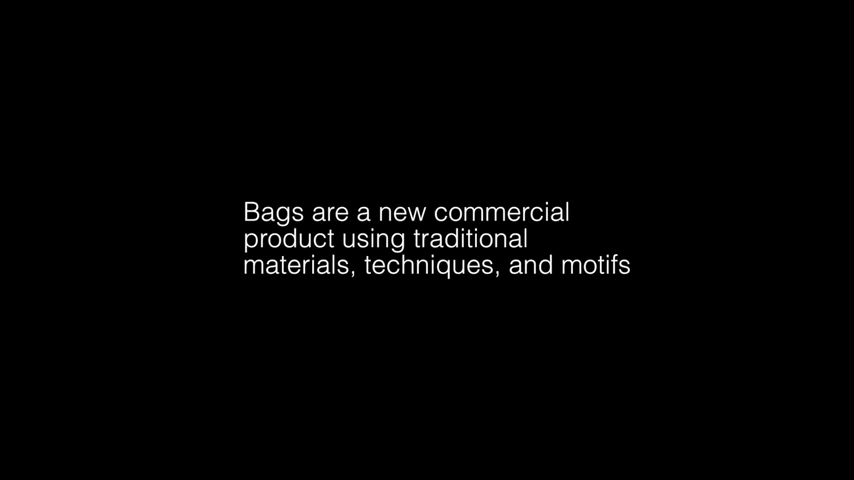 Bags are a new commercial
product using traditional
materials, techniques, and motifs